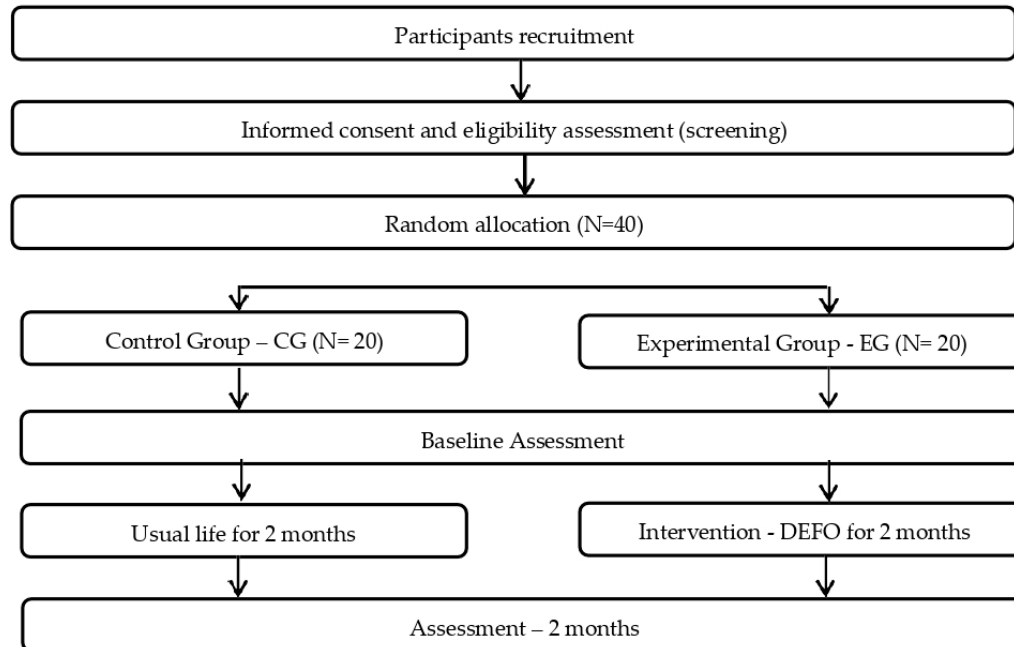 Participants recruitment
Informed consent and eligibility assessment (screening)
Random allocation (N=40)
Control Group – CG (N= 20)
Experimental Group - EG (N= 20)
Baseline Assessment
Usual life for 2 months
Intervention - DEFO for 2 months
Assessment – 2 months